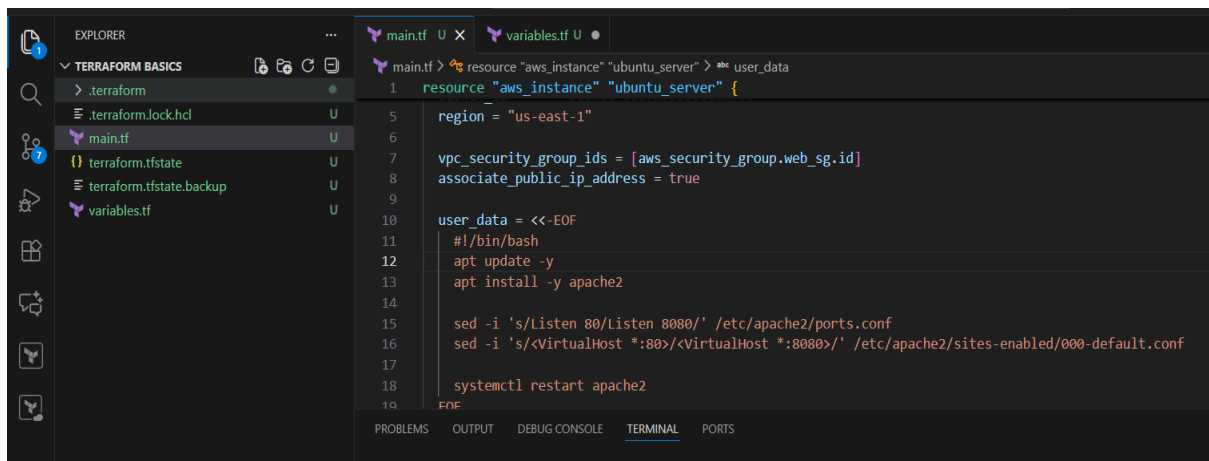 EXPLORER
...
TERRAFORM BASICS
.terraform
.terraform.lock.hcl U
main.tf U
{} terraform.tfstate U
terraform.tfstate.backup U
variables.tf U
1
7
main.tf U X variables.tf U ●
main.tf > resource "aws_instance" "ubuntu_server" > abc user_data
1 resource "aws_instance" "ubuntu_server" {
5 region = "us-east-1"
6
7 vpc_security_group_ids = [aws_security_group.web_sg.id]
8 associate_public_ip_address = true
9
10 user_data = <<-EOF
11 #!/bin/bash
12 apt update -y
13 apt install -y apache2
14
15 sed -i 's/Listen 80/Listen 8080/' /etc/apache2/ports.conf
16 sed -i 's/<VirtualHost *:80>/<VirtualHost *:8080>/' /etc/apache2/sites-enabled/000-default.conf
17
18 systemctl restart apache2
19 EOF
PROBLEMS OUTPUT DEBUG CONSOLE TERMINAL PORTS